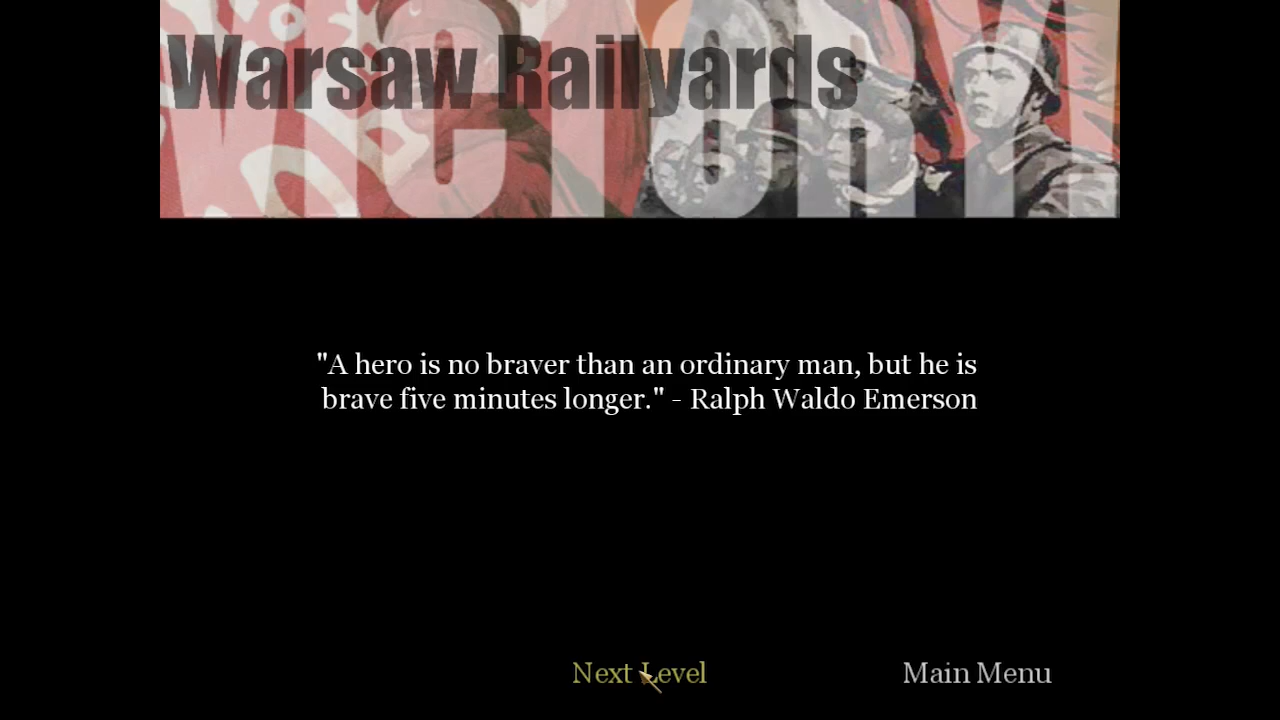 VICTORY
Warsaw Railyards
"A hero is no braver than an ordinary man, but he is
brave five minutes longer." - Ralph Waldo Emerson
Next Level
Main Menu